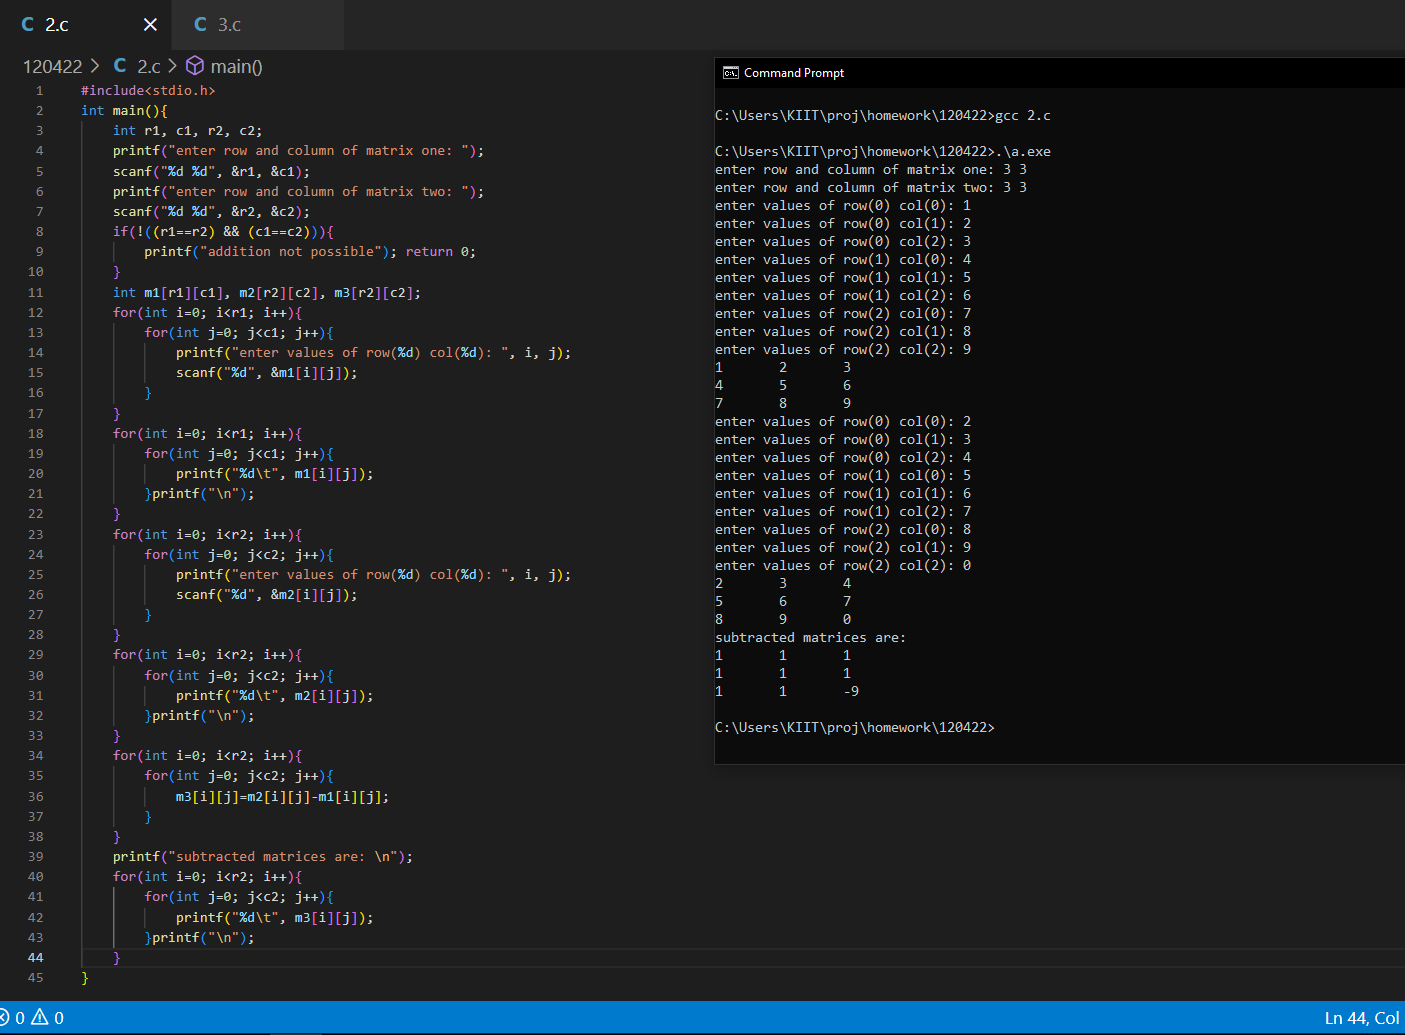 C 2.c × C 3.c
120422 > C 2.c > main()
1 #include<stdio.h>
2 int main(){
3 int r1, c1, r2, c2;
4 printf("enter row and column of matrix one: ");
5 scanf("%d %d", &r1, &c1);
6 printf("enter row and column of matrix two: ");
7 scanf("%d %d", &r2, &c2);
8 if(!((r1==r2) && (c1==c2))){
9 printf("addition not possible"); return 0;
10 }
11 int m1[r1][c1], m2[r2][c2], m3[r2][c2];
12 for(int i=0; i<r1; i++){
13 for(int j=0; j<c1; j++){
14 printf("enter values of row(%d) col(%d): ", i, j);
15 scanf("%d", &m1[i][j]);
16 }
17 }
18 for(int i=0; i<r1; i++){
19 for(int j=0; j<c1; j++){
20 printf("%d\t", m1[i][j]);
21 }printf("\n");
22 }
23 for(int i=0; i<r2; i++){
24 for(int j=0; j<c2; j++){
25 printf("enter values of row(%d) col(%d): ", i, j);
26 scanf("%d", &m2[i][j]);
27 }
28 }
29 for(int i=0; i<r2; i++){
30 for(int j=0; j<c2; j++){
31 printf("%d\t", m2[i][j]);
32 }printf("\n");
33 }
34 for(int i=0; i<r2; i++){
35 for(int j=0; j<c2; j++){
36 m3[i][j]=m2[i][j]-m1[i][j];
37 }
38 }
39 printf("subtracted matrices are: \n");
40 for(int i=0; i<r2; i++){
41 for(int j=0; j<c2; j++){
42 printf("%d\t", m3[i][j]);
43 }printf("\n");
44 }
45 }
Command Prompt
C:\Users\KIIT\proj\homework\120422>gcc 2.c
C:\Users\KIIT\proj\homework\120422>.\a.exe
enter row and column of matrix one: 3 3
enter row and column of matrix two: 3 3
enter values of row(0) col(0): 1
enter values of row(0) col(1): 2
enter values of row(0) col(2): 3
enter values of row(1) col(0): 4
enter values of row(1) col(1): 5
enter values of row(1) col(2): 6
enter values of row(2) col(0): 7
enter values of row(2) col(1): 8
enter values of row(2) col(2): 9
1 2 3
4 5 6
7 8 9
enter values of row(0) col(0): 2
enter values of row(0) col(1): 3
enter values of row(0) col(2): 4
enter values of row(1) col(0): 5
enter values of row(1) col(1): 6
enter values of row(1) col(2): 7
enter values of row(2) col(0): 8
enter values of row(2) col(1): 9
enter values of row(2) col(2): 0
2 3 4
5 6 7
8 9 0
subtracted matrices are:
1 1 1
1 1 1
1 1 -9
C:\Users\KIIT\proj\homework\120422>
0 0 Ln 44, Col